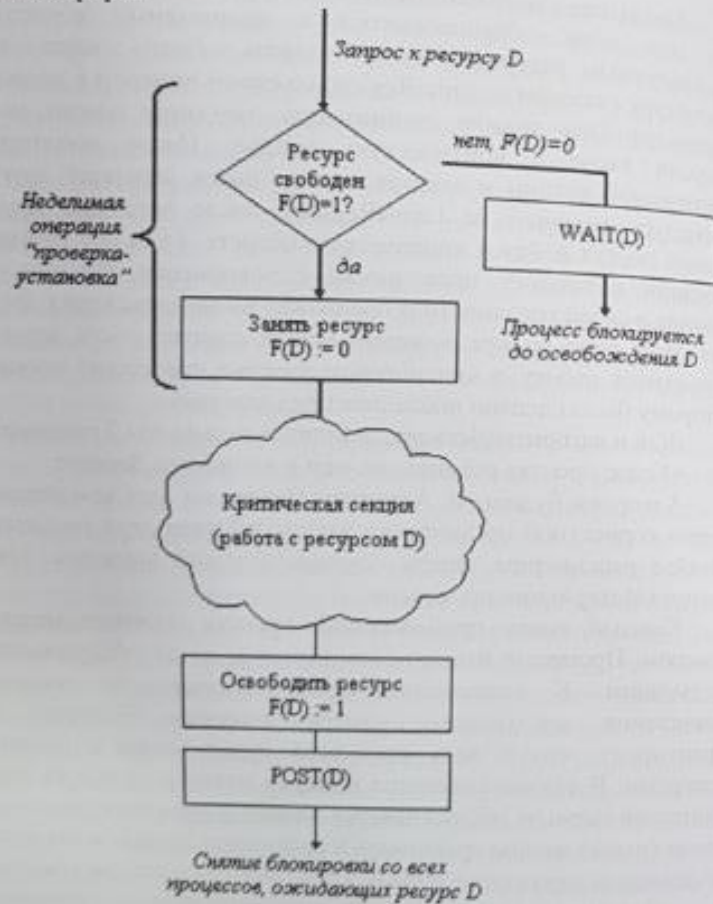 Запрос к ресурсу D
Ресурс
свободен
F(D)=1?
нет, F(D)=0
WAIT(D)
Процесс блокируется
до освобождения D
Неделимая
операция
"проверка-
установка"
да
Занять ресурс
F(D) := 0
Критическая секция
(работа с ресурсом D)
Освободить ресурс
F(D) := 1
POST(D)
Снятие блокировки со всех
процессов, ожидающих ресурс D